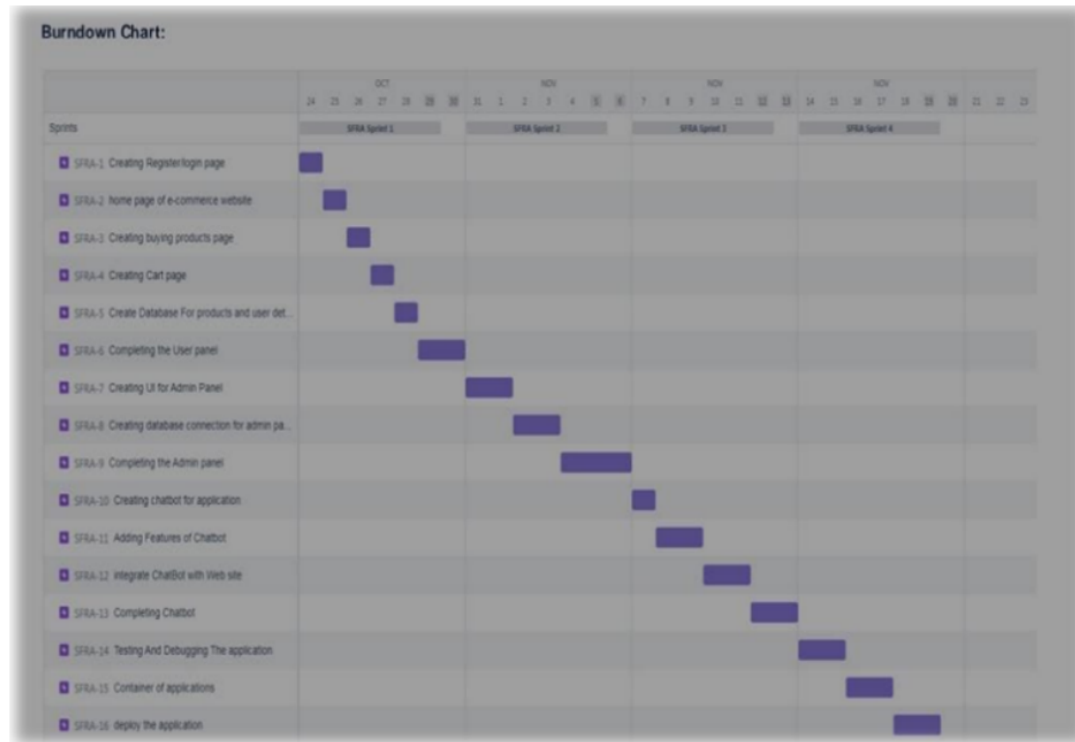 Burndown Chart:
OCT NOV NOV NOV
24 25 26 27 28 29 30 31 1 2 3 4 5 6 7 8 9 10 11 12 13 14 15 16 17 18 19 20 21 22 23
Sprints SFRA Sprint 1 SFRA Sprint 2 SFRA Sprint 3 SFRA Sprint 4
SFRA-1 Creating Register/login page
SFRA-2 home page of e-commerce website
SFRA-3 Creating buying products page
SFRA-4 Creating Cart page
SFRA-5 Create Database For products and user det...
SFRA-6 Completing the User panel
SFRA-7 Creating UI for Admin Panel
SFRA-8 Creating database connection for admin pa...
SFRA-9 Completing the Admin panel
SFRA-10 Creating chatbot for application
SFRA-11 Adding Features of Chatbot
SFRA-12 integrate ChatBot with Web site
SFRA-13 Completing Chatbot
SFRA-14 Testing And Debugging The application
SFRA-15 Container of applications
SFRA-16 deploy the application